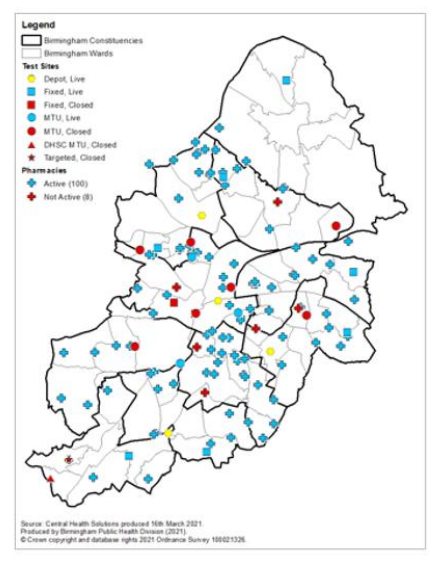 Legend
Birmingham Constituencies
Birmingham Wards
Test Sites
Depot, Live
Fixed, Live
Fixed, Closed
MTU, Live
MTU, Closed
DHSC MTU, Closed
Targeted, Closed
Pharmacies
Active (100)
Not Active (8)
Source: Central Health Solutions produced 16th March 2021.
Produced by Birmingham Public Health Division (2021).
© Crown copyright and database rights 2021 Ordnance Survey 100021326.